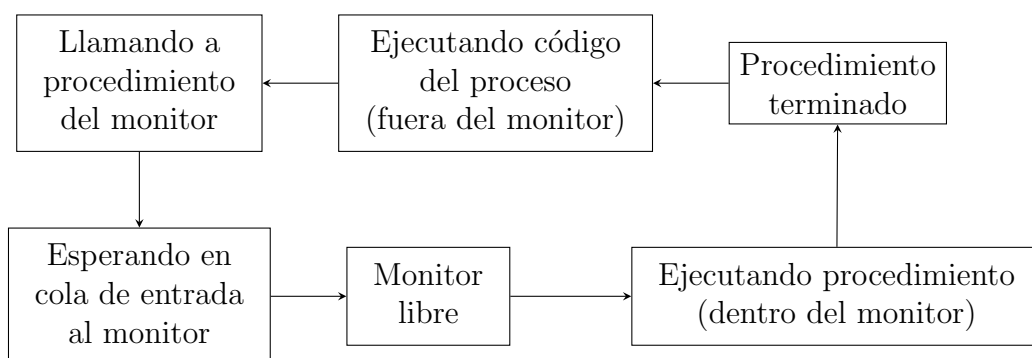 Llamando a
procedimiento
del monitor
Ejecutando código
del proceso
(fuera del monitor)
Procedimiento
terminado
Esperando en
cola de entrada
al monitor
Monitor
libre
Ejecutando procedimiento
(dentro del monitor)